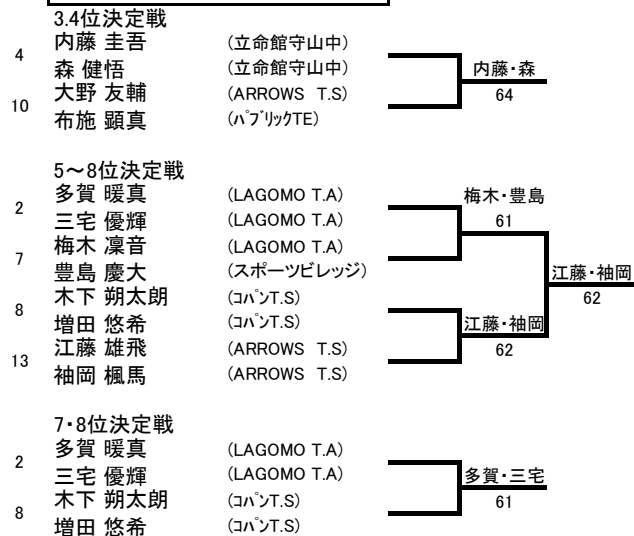 3.4位決定戦
4 内藤 圭吾 (立命館守山中)
森 健悟 (立命館守山中) 内藤・森
10 大野 友輔 (ARROWS T.S) 64
布施 顕真 (ﾊﾟﾌﾞﾘｯｸTE)
5~8位決定戦
2 多賀 暖真 (LAGOMO T.A) 梅木・豊島
三宅 優輝 (LAGOMO T.A) 61
7 梅木 凜音 (LAGOMO T.A)
豊島 慶大 (スポーツビレッジ) 江藤・袖岡
8 木下 朔太朗 (ｺﾊﾟﾝT.S) 62
増田 悠希 (ｺﾊﾟﾝT.S) 江藤・袖岡
13 江藤 雄飛 (ARROWS T.S) 62
袖岡 楓馬 (ARROWS T.S)
7・8位決定戦
2 多賀 暖真 (LAGOMO T.A)
三宅 優輝 (LAGOMO T.A) 多賀・三宅
8 木下 朔太朗 (ｺﾊﾟﾝT.S) 61
増田 悠希 (ｺﾊﾟﾝT.S)